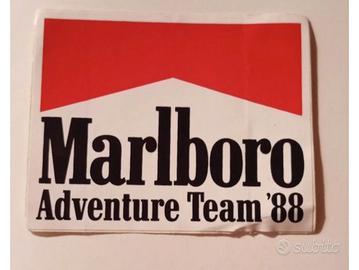 Marlboro
Adventure Team '88
subito